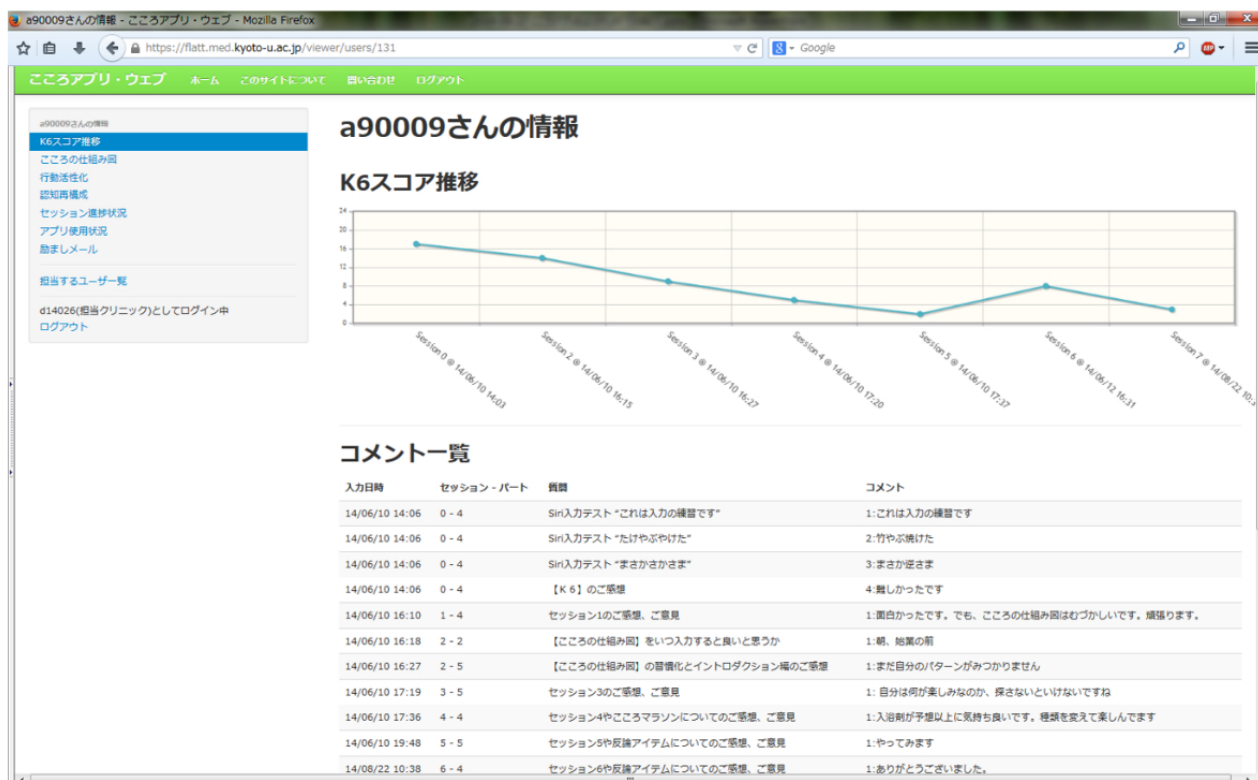 a90009さんの情報 - こころアプリ・ウェブ - Mozilla Firefox
https://flatt.med.kyoto-u.ac.jp/viewer/users/131
Google
ABP
こころアプリ・ウェブ ホーム このサイトについて 問い合わせ ログアウト
a90009さんの情報
K6スコア推移
こころの仕組み図
行動活性化
認知再構成
セッション進捗状況
アプリ使用状況
励ましメール
担当するユーザ一覧
d14026(担当クリニック)としてログイン中
ログアウト
a90009さんの情報
K6スコア推移
24
20
16
12
8
4
0
Session 0 @ 14/06/10 14:03
Session 2 @ 14/06/10 16:15
Session 3 @ 14/06/10 16:27
Session 4 @ 14/06/10 17:20
Session 5 @ 14/06/10 17:37
Session 6 @ 14/06/12 16:31
Session 7 @ 14/08/22 10:
コメント一覧
入力日時 セッション - パート 質問 コメント
14/06/10 14:06 0 - 4 Siri入力テスト “これは入力の練習です” 1:これは入力の練習です
14/06/10 14:06 0 - 4 Siri入力テスト “たけやぶやけた” 2:竹やぶ焼けた
14/06/10 14:06 0 - 4 Siri入力テスト “まさかさかさま” 3:まさか逆さま
14/06/10 14:06 0 - 4 【K 6】のご感想 4:難しかったです
14/06/10 16:10 1 - 4 セッション1のご感想、ご意見 1:面白かったです。でも、こころの仕組み図はむづかしいです。頑張ります。
14/06/10 16:18 2 - 2 【こころの仕組み図】をいつ入力すると良いと思うか 1:朝、始業の前
14/06/10 16:27 2 - 5 【こころの仕組み図】の習慣化とイントロダクション編のご感想 1:まだ自分のパターンがみつかりません
14/06/10 17:19 3 - 5 セッション3のご感想、ご意見 1: 自分は何が楽しみなのか、探さないといけないですね
14/06/10 17:36 4 - 4 セッション4やこころマラソンについてのご感想、ご意見 1:入浴剤が予想以上に気持ち良いです。種類を変えて楽しんでます
14/06/10 19:48 5 - 5 セッション5や反論アイテムについてのご感想、ご意見 1:やってみます
14/08/22 10:38 6 - 4 セッション6や反論アイテムについてのご感想、ご意見 1:ありがとうございました。